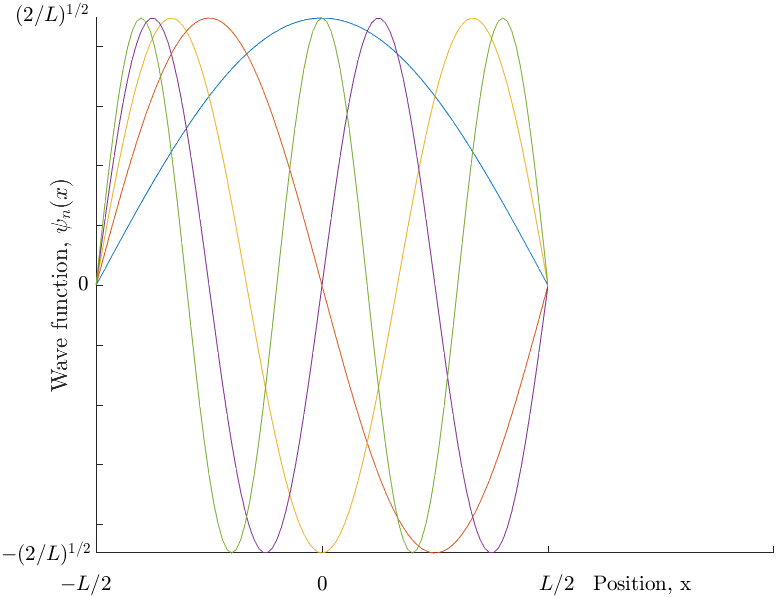 (2/L)^{1/2}
Wave function, ψ_n(x)
0
−(2/L)^{1/2}
−L/2 0 L/2 Position, x